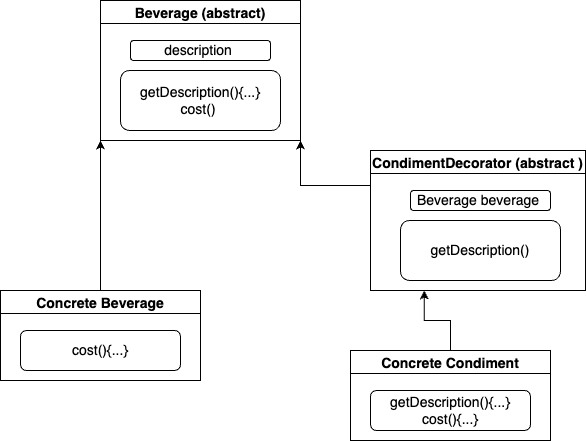 Beverage (abstract)
description
getDescription(){...}
cost()
CondimentDecorator (abstract )
Beverage beverage
getDescription()
Concrete Beverage
cost(){...}
Concrete Condiment
getDescription(){...}
cost(){...}